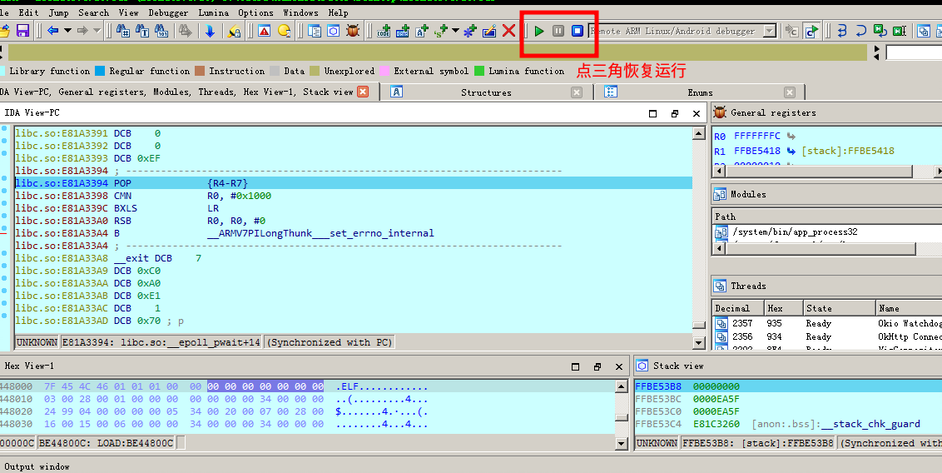 le Edit Jump Search View Debugger Lumina Options Windows Help
Remote ARM Linux/Android debugger
点三角恢复运行
Library function Regular function Instruction Data Unexplored External symbol Lumina function
DA View-PC, General registers, Modules, Threads, Hex View-1, Stack view Structures Enums
IDA View-PC
libc.so:E81A3391 DCB 0
libc.so:E81A3392 DCB 0
libc.so:E81A3393 DCB 0xEF
libc.so:E81A3394 ; ---------------------------------------------------------------------------
libc.so:E81A3394 POP {R4-R7}
libc.so:E81A3398 CMN R0, #0x1000
libc.so:E81A339C BXLS LR
libc.so:E81A33A0 RSB R0, R0, #0
libc.so:E81A33A4 B __ARMV7PILongThunk___set_errno_internal
libc.so:E81A33A4 ; ---------------------------------------------------------------------------
libc.so:E81A33A8 __exit DCB 7
libc.so:E81A33A9 DCB 0xC0
libc.so:E81A33AA DCB 0xA0
libc.so:E81A33AB DCB 0xE1
libc.so:E81A33AC DCB 1
libc.so:E81A33AD DCB 0x70 ; p
UNKNOWN E81A3394: libc.so:__epoll_pwait+14 (Synchronized with PC)
General registers
R0 FFFFFFFC
R1 FFBE5418 [stack]:FFBE5418
Modules
Path
/system/bin/app_process32
Threads
Decimal Hex State Name
2357 935 Ready Okio Watchdog
2356 934 Ready OkHttp Connec
Hex View-1
448000 7F 45 4C 46 01 01 01 00 00 00 00 00 00 00 00 00 .ELF............
448010 03 00 28 00 01 00 00 00 00 00 00 00 34 00 00 00 ..(.........4...
448020 24 99 04 00 00 00 00 05 34 00 20 00 07 00 28 00 $.......4.·...(.
448030 16 00 15 00 06 00 00 00 34 00 00 00 34 00 00 00 ........4...4...
00000C BE44800C: LOAD:BE44800C
Stack view
FFBE53B8 00000000
FFBE53BC 0000EA5F
FFBE53C0 0000EA5F
FFBE53C4 E81C3260 [anon:.bss]:__stack_chk_guard
UNKNOWN FFBE53B8: [stack]:FFBE53B8 (Synchronized with
Output window